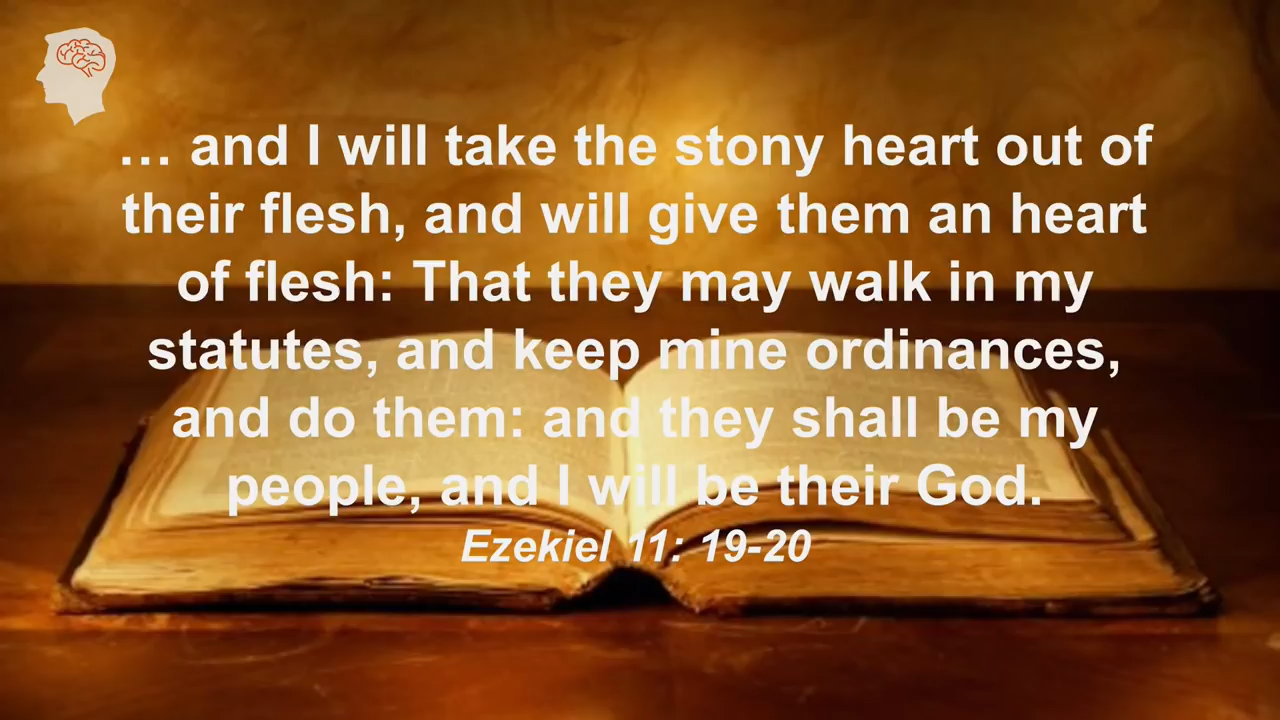 … and I will take the stony heart out of
their flesh, and will give them an heart
of flesh: That they may walk in my
statutes, and keep mine ordinances,
and do them: and they shall be my
people, and I will be their God.
Ezekiel 11: 19-20